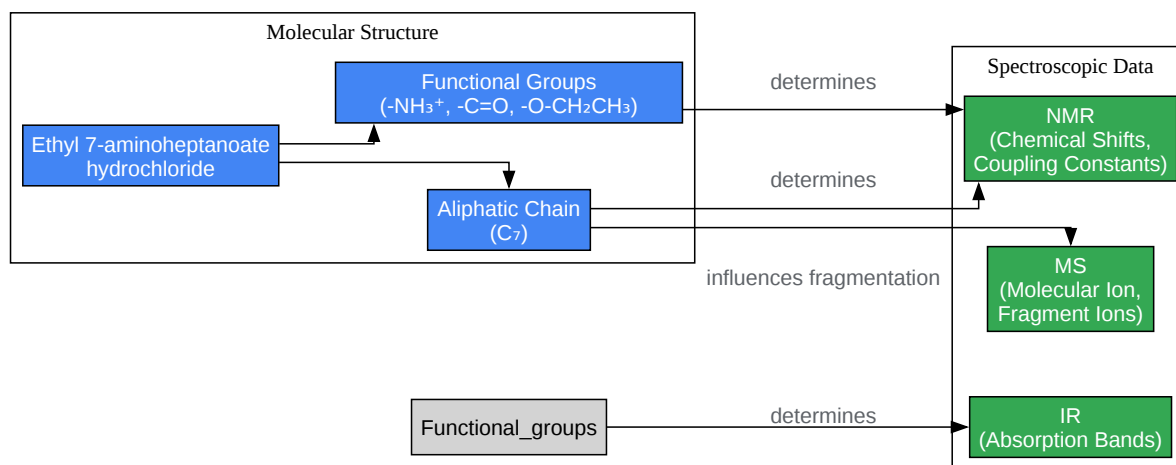 Molecular Structure
Functional Groups
(-NH₃⁺, -C=O, -O-CH₂CH₃)
Ethyl 7-aminoheptanoate
hydrochloride
Aliphatic Chain
(C₇)
determines
determines
influences fragmentation
Spectroscopic Data
NMR
(Chemical Shifts,
Coupling Constants)
MS
(Molecular Ion,
Fragment Ions)
Functional_groups
determines
IR
(Absorption Bands)